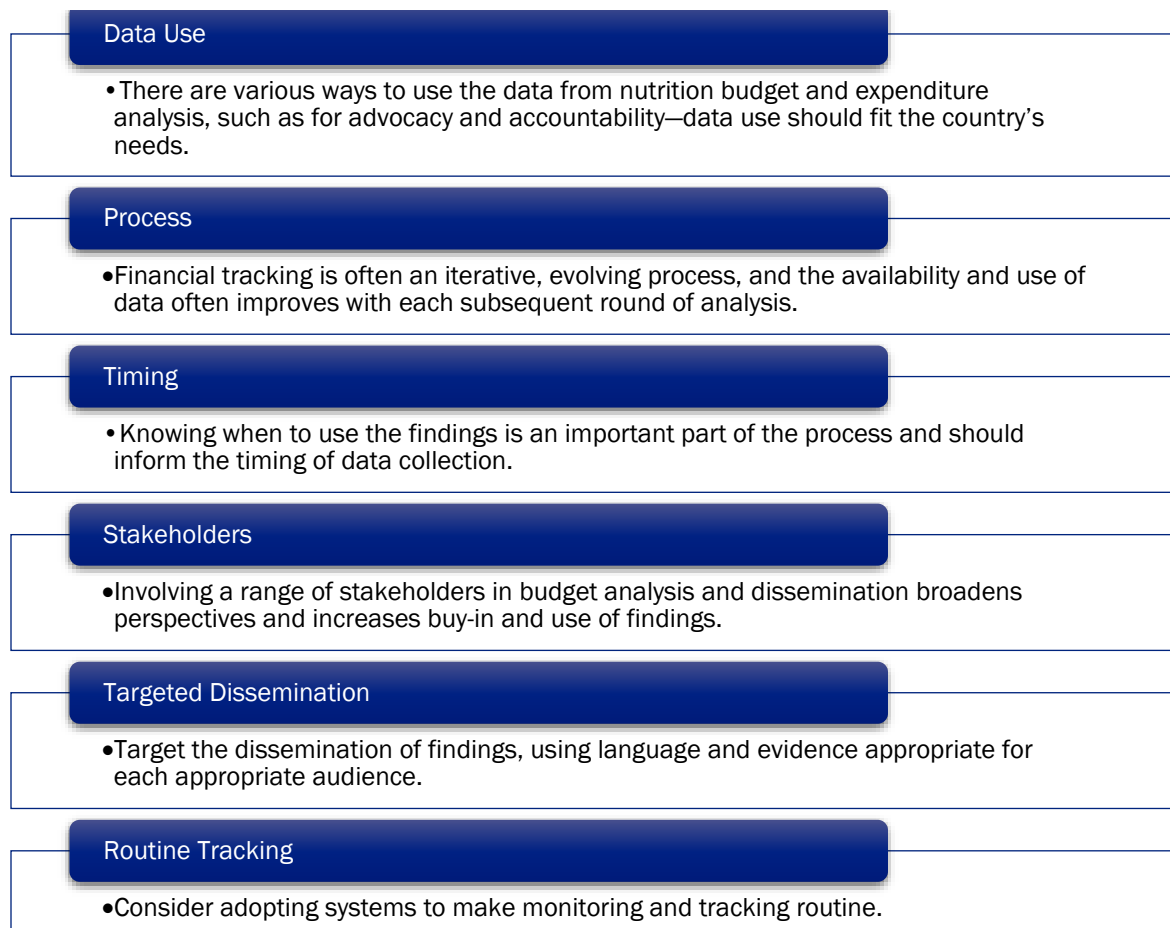 Data Use
•There are various ways to use the data from nutrition budget and expenditure
analysis, such as for advocacy and accountability—data use should fit the country's
needs.
Process
•Financial tracking is often an iterative, evolving process, and the availability and use of
data often improves with each subsequent round of analysis.
Timing
•Knowing when to use the findings is an important part of the process and should
inform the timing of data collection.
Stakeholders
•Involving a range of stakeholders in budget analysis and dissemination broadens
perspectives and increases buy-in and use of findings.
Targeted Dissemination
•Target the dissemination of findings, using language and evidence appropriate for
each appropriate audience.
Routine Tracking
•Consider adopting systems to make monitoring and tracking routine.